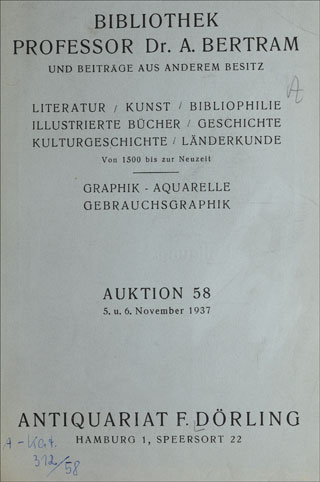 BIBLIOTHEK
PROFESSOR Dr. A. BERTRAM
UND BEITRÄGE AUS ANDEREM BESITZ
A
LITERATUR / KUNST / BIBLIOPHILIE
ILLUSTRIERTE BÜCHER / GESCHICHTE
KULTURGESCHICHTE / LÄNDERKUNDE
Von 1500 bis zur Neuzeit
GRAPHIK - AQUARELLE
GEBRAUCHSGRAPHIK
AUKTION 58
5. u. 6. November 1937
ANTIQUARIAT F. DÖRLING
HAMBURG 1, SPEERSORT 22
A - Kat.
312/58